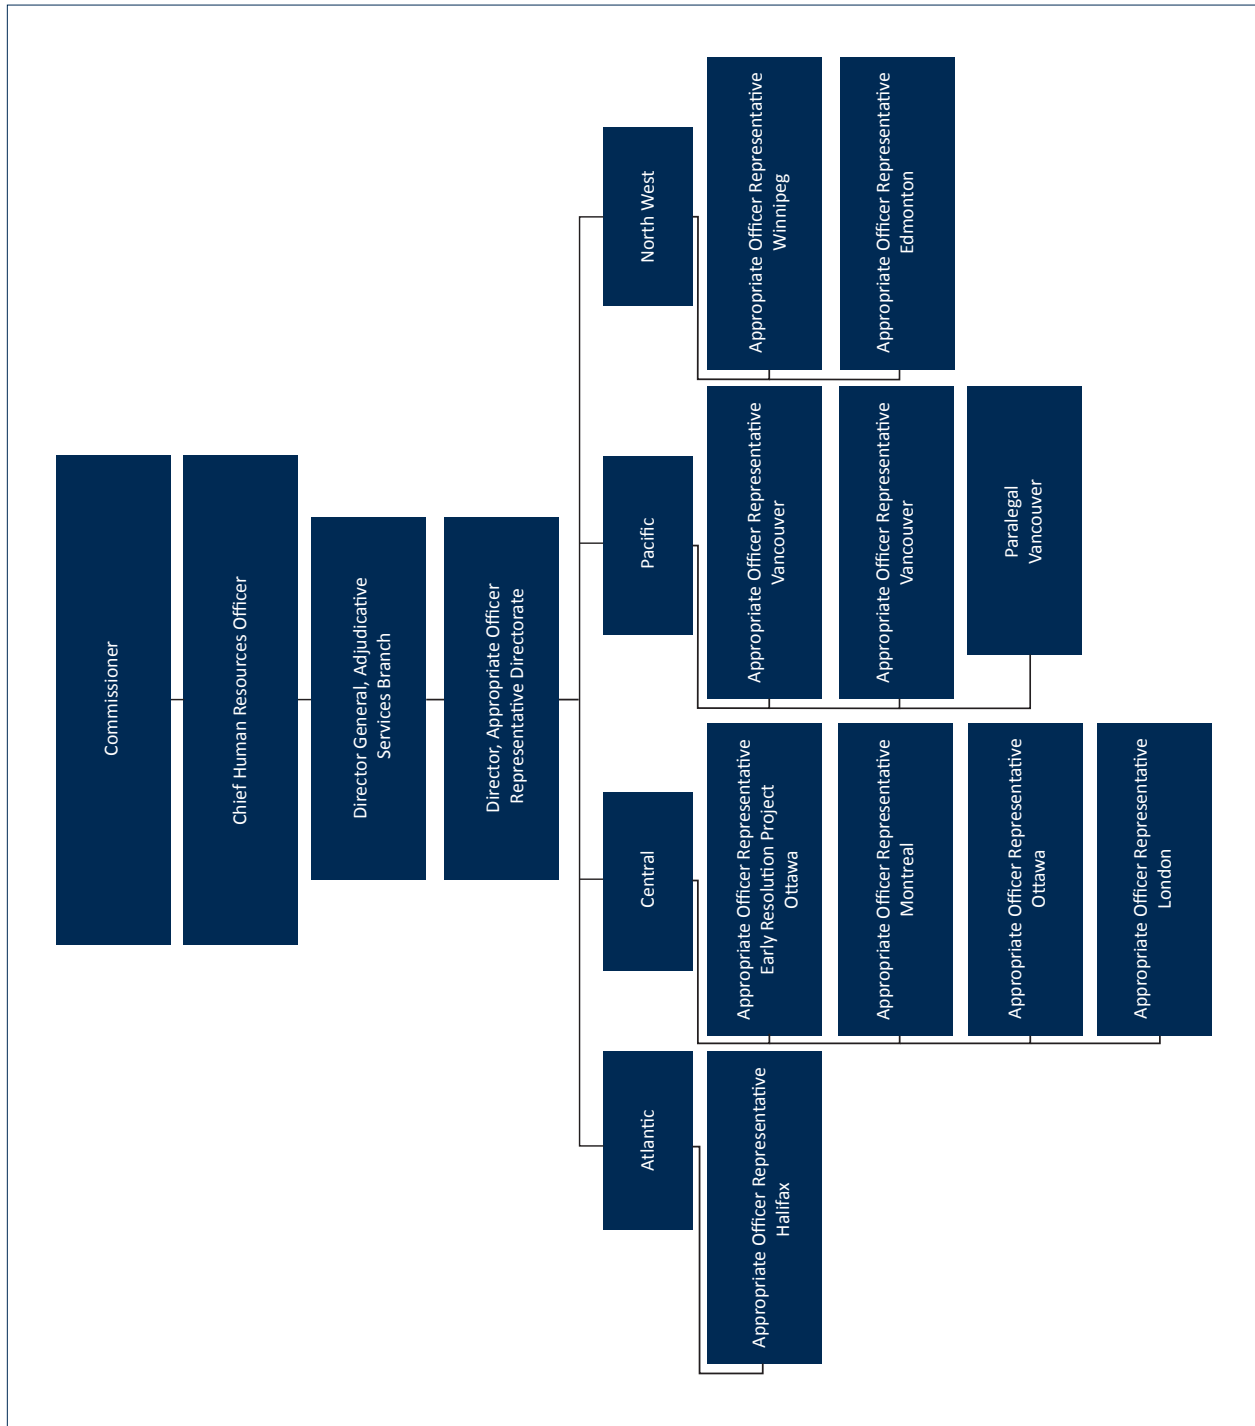 Commissioner
Chief Human Resources Officer
Director General, Adjudicative
Services Branch
Director, Appropriate Officer
Representative Directorate
Atlantic
Appropriate Officer Representative
Halifax
Central
Appropriate Officer Representative
Early Resolution Project
Ottawa
Appropriate Officer Representative
Montreal
Appropriate Officer Representative
Ottawa
Appropriate Officer Representative
London
Pacific
Appropriate Officer Representative
Vancouver
Appropriate Officer Representative
Vancouver
Paralegal
Vancouver
North West
Appropriate Officer Representative
Winnipeg
Appropriate Officer Representative
Edmonton